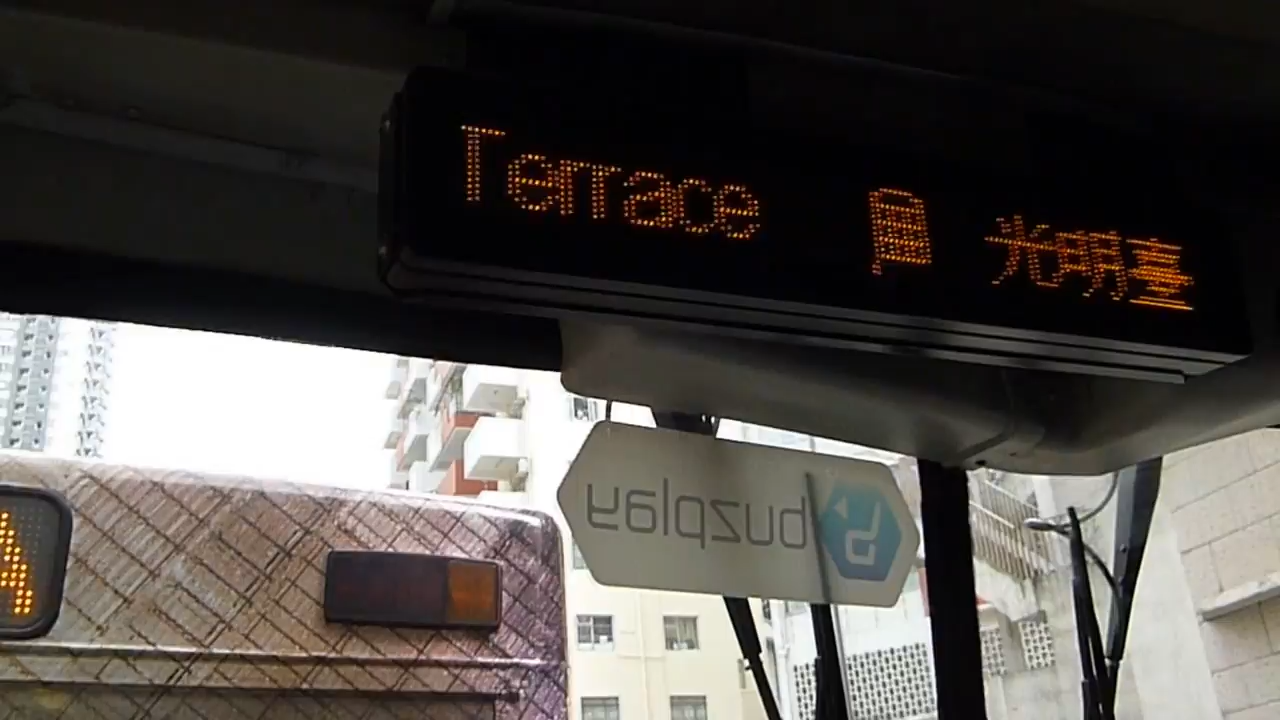 Terrace 光明臺
buzplay